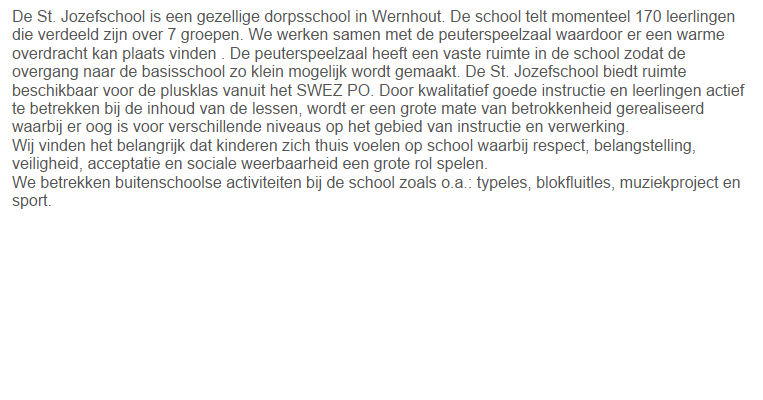 De St. Jozefschool is een gezellige dorpsschool in Wernhout. De school telt momenteel 170 leerlingen
die verdeeld zijn over 7 groepen. We werken samen met de peuterspeelzaal waardoor er een warme
overdracht kan plaats vinden . De peuterspeelzaal heeft een vaste ruimte in de school zodat de
overgang naar de basisschool zo klein mogelijk wordt gemaakt. De St. Jozefschool biedt ruimte
beschikbaar voor de plusklas vanuit het SWEZ PO. Door kwalitatief goede instructie en leerlingen actief
te betrekken bij de inhoud van de lessen, wordt er een grote mate van betrokkenheid gerealiseerd
waarbij er oog is voor verschillende niveaus op het gebied van instructie en verwerking.
Wij vinden het belangrijk dat kinderen zich thuis voelen op school waarbij respect, belangstelling,
veiligheid, acceptatie en sociale weerbaarheid een grote rol spelen.
We betrekken buitenschoolse activiteiten bij de school zoals o.a.: typeles, blokfluitles, muziekproject en
sport.